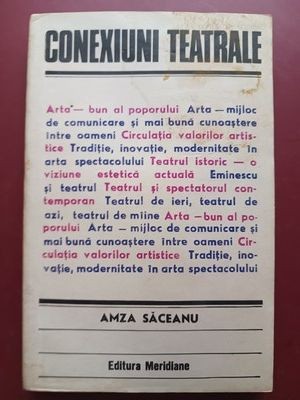 CONEXIUNI TEATRALE
Arta — bun al poporului Arta — mijloc
de comunicare și mai bună cunoaștere
între oameni Circulația valorilor artis-
tice Tradiție, inovație, modernitate în
arta spectacolului Teatrul istoric — o
viziune estetică actuală Eminescu
și teatrul Teatrul și spectatorul con-
temporan Teatrul de ieri, teatrul de
azi, teatrul de mîine Arta — bun al po-
porului Arta — mijloc de comunicare și
mai bună cunoaștere între oameni Cir-
culația valorilor artistice Tradiție, ino-
vație, modernitate în arta spectacolului
AMZA SĂCEANU
Editura Meridiane